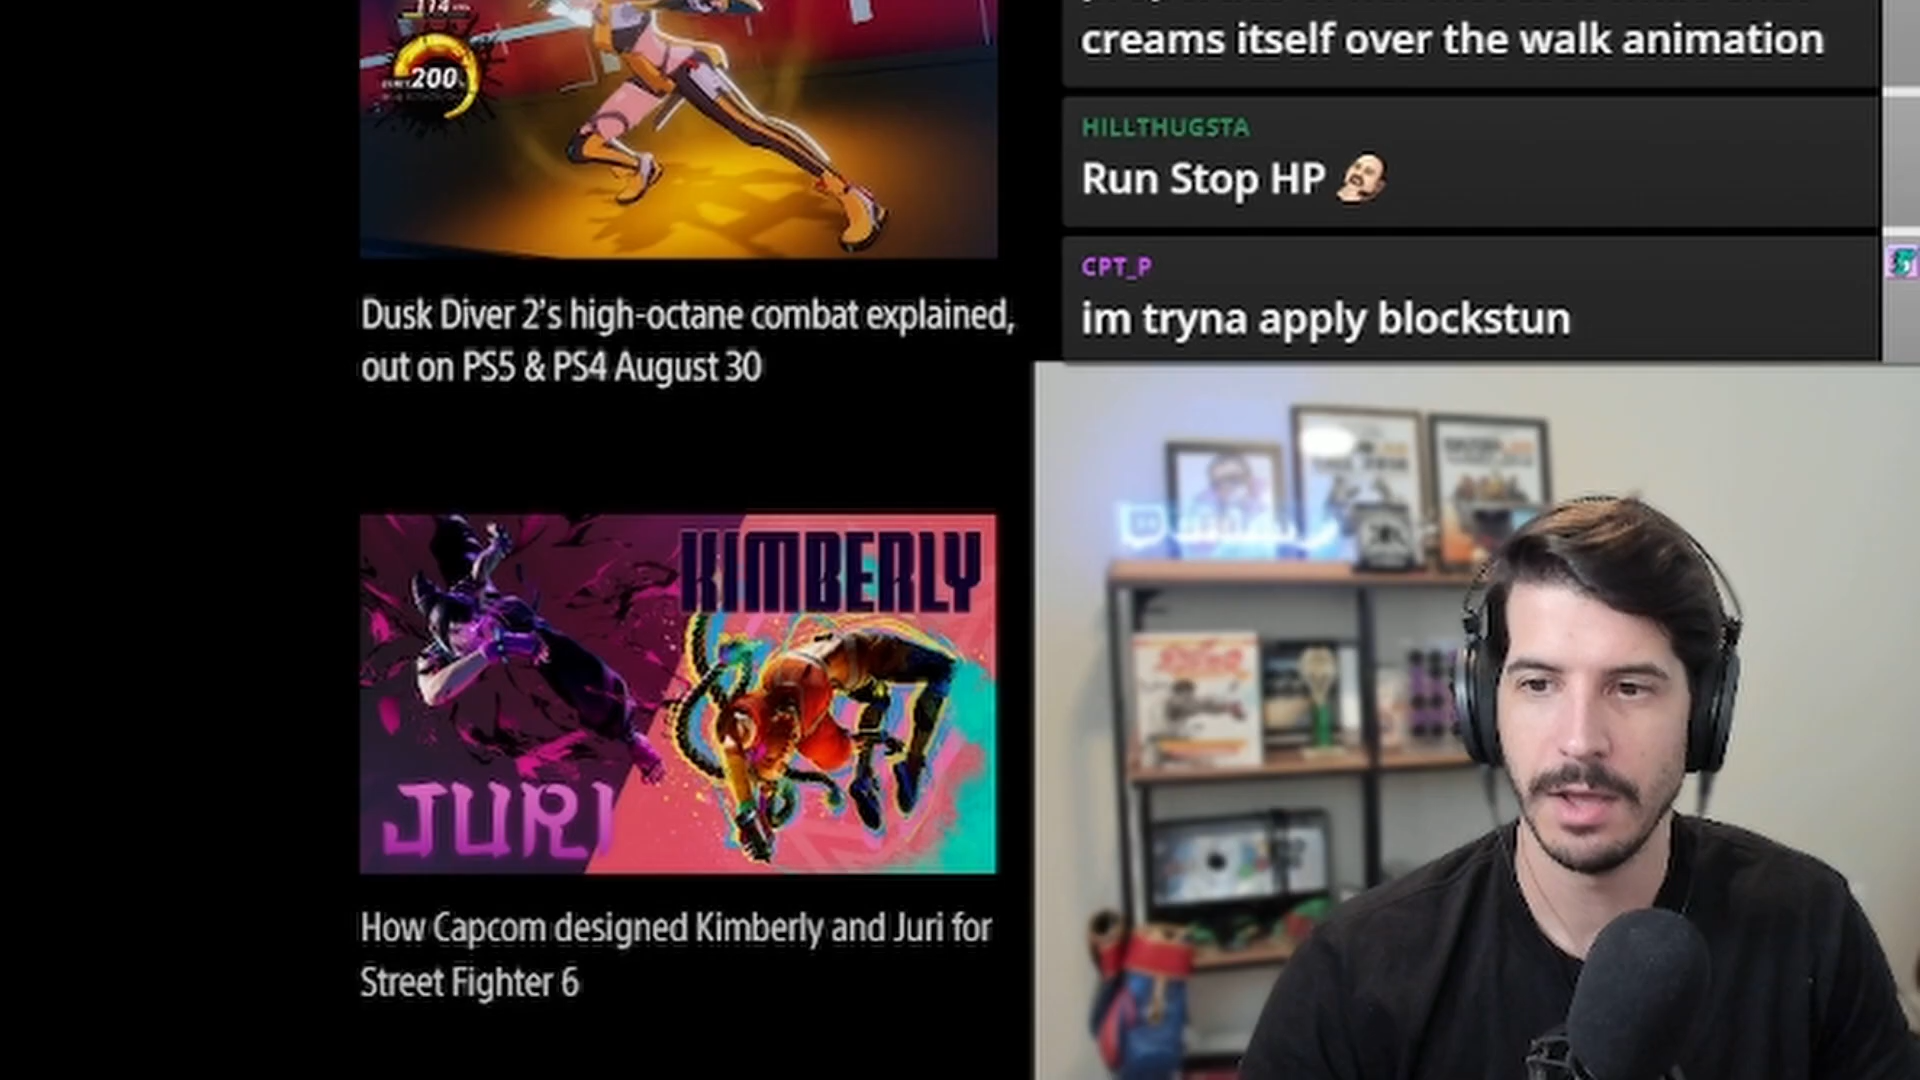 114
200
Dusk Diver 2's high-octane combat explained,
out on PS5 & PS4 August 30
KIMBERLY
JURI
How Capcom designed Kimberly and Juri for
Street Fighter 6
creams itself over the walk animation
HILLTHUGSTA
Run Stop HP
CPT_P
im tryna apply blockstun